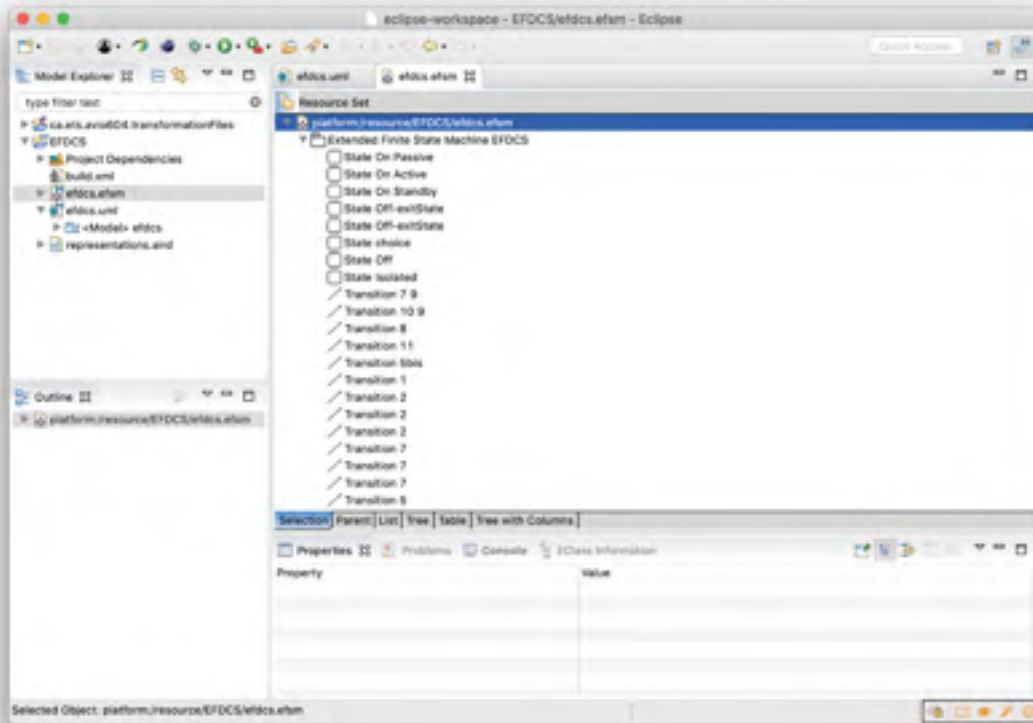 eclipse-workspace - EFDCS/efdcs.efsm - Eclipse
Quick Access
Model Explorer
type filter text
ca.ets.avio604.transformationFiles
EFDCS
Project Dependencies
build.xml
efdcs.efsm
efdcs.uml
<Model> efdcs
representations.aird
Outline
platform:/resource/EFDCS/efdcs.efsm
efdcs.uml
efdcs.efsm
Resource Set
platform:/resource/EFDCS/efdcs.efsm
Extended Finite State Machine EFDCS
State On Passive
State On Active
State On Standby
State Off-exitState
State Off-exitState
State choice
State Off
State Isolated
Transition 7 9
Transition 10 9
Transition 8
Transition 11
Transition 5bis
Transition 1
Transition 2
Transition 2
Transition 2
Transition 7
Transition 7
Transition 7
Transition
Selection Parent List Tree Table Tree with Columns
Properties Problems Console EClass Information
Property Value
Selected Object: platform:/resource/EFDCS/efdcs.efsm